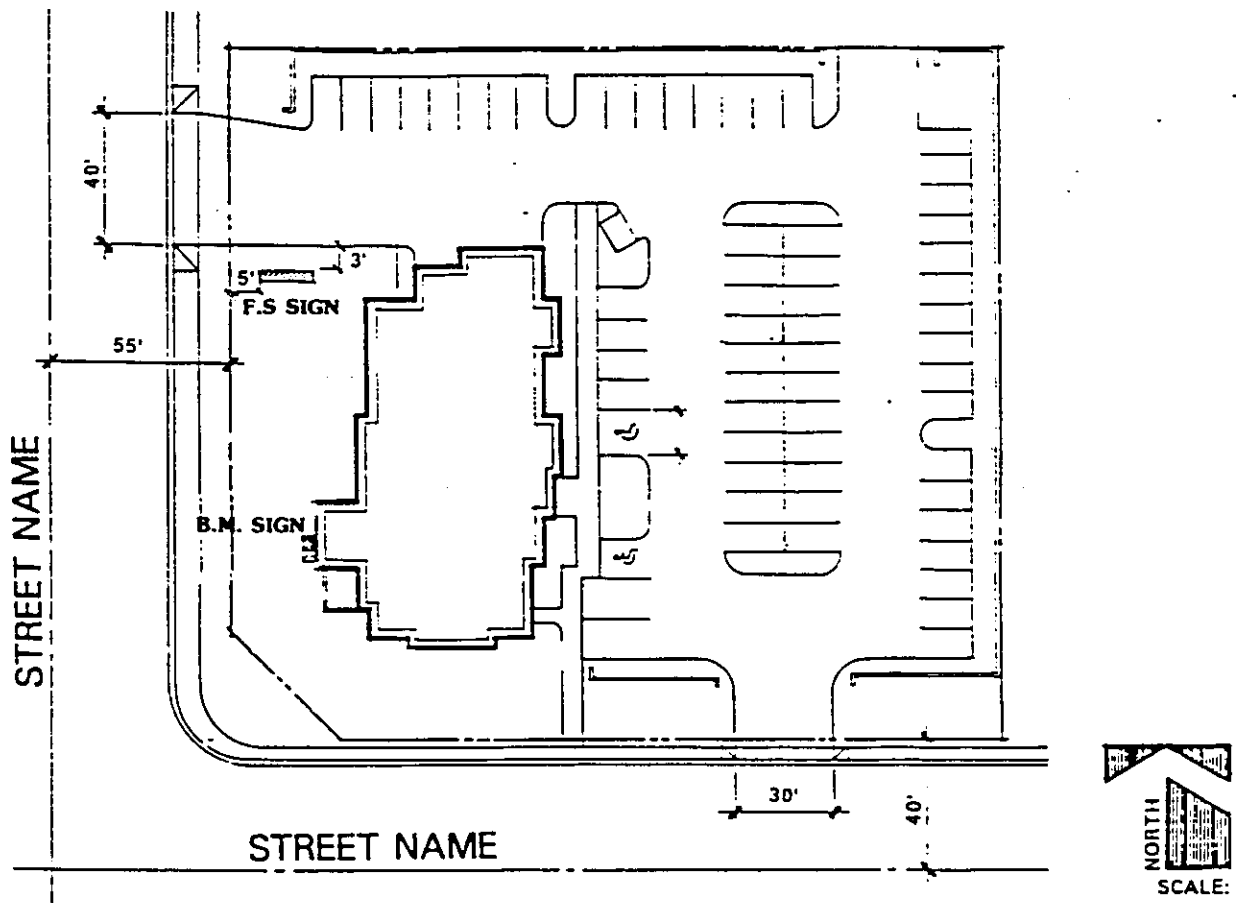 40'
3'
5'
F.S SIGN
55'
STREET NAME
B.M. SIGN
30'
40'
STREET NAME
NORTH
SCALE: